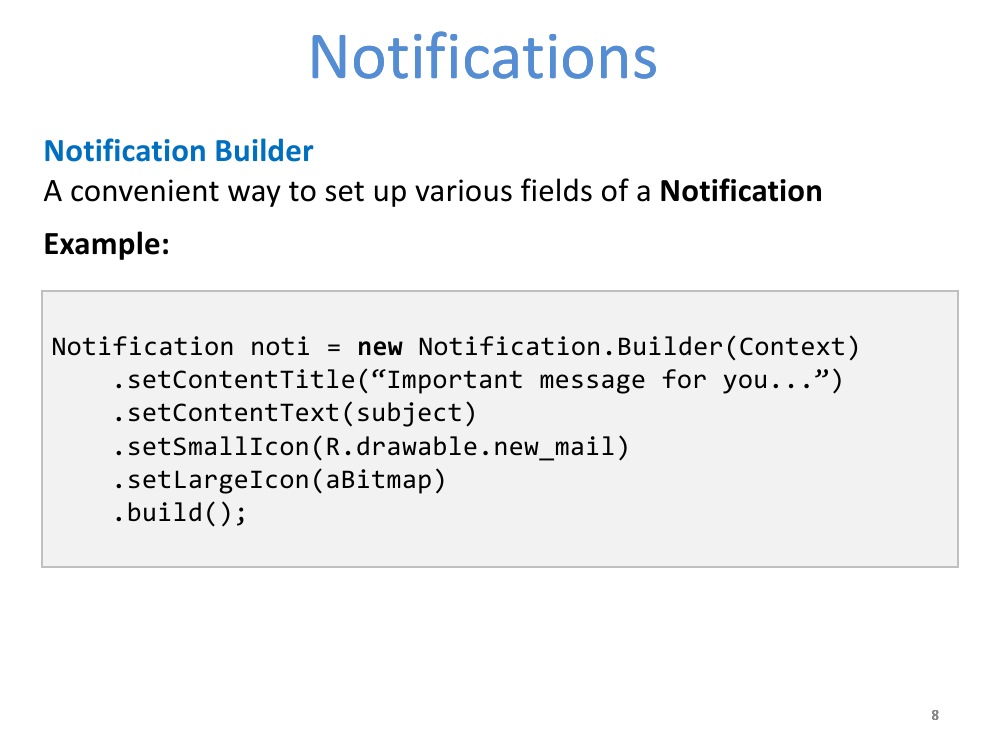 Notifications
Notification Builder
A convenient way to set up various fields of a Notification
Example:
Notification noti = new Notification.Builder(Context)
    .setContentTitle(“Important message for you...”)
    .setContentText(subject)
    .setSmallIcon(R.drawable.new_mail)
    .setLargeIcon(aBitmap)
    .build();
8